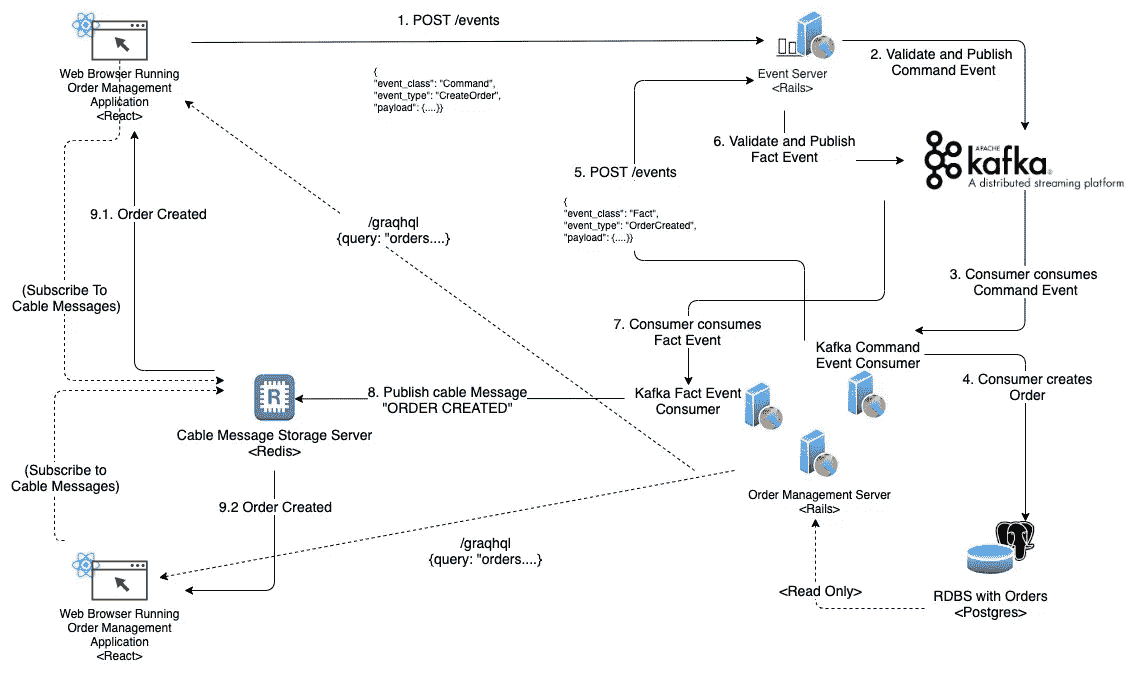 1. POST /events
Web Browser Running
Order Management
Application
<React>
{
"event_class": "Command",
"event_type": "CreateOrder",
"payload": {....}}
Event Server
<Rails>
2. Validate and Publish
Command Event
6. Validate and Publish
Fact Event
APACHE
kafka®
A distributed streaming platform
5. POST /events
{
"event_class": "Fact",
"event_type": "OrderCreated",
"payload": {....}}
9.1. Order Created
/graqhql
{query: "orders....}
(Subscribe To
Cable Messages)
3. Consumer consumes
Command Event
7. Consumer consumes
Fact Event
Kafka Command
Event Consumer
4. Consumer creates
Order
8. Publish cable Message
"ORDER CREATED"
Kafka Fact Event
Consumer
R
Cable Message Storage Server
<Redis>
(Subscribe to
Cable Messages)
9.2 Order Created
Order Management Server
<Rails>
/graqhql
{query: "orders....}
<Read Only>
RDBS with Orders
<Postgres>
Web Browser Running
Order Management
Application
<React>